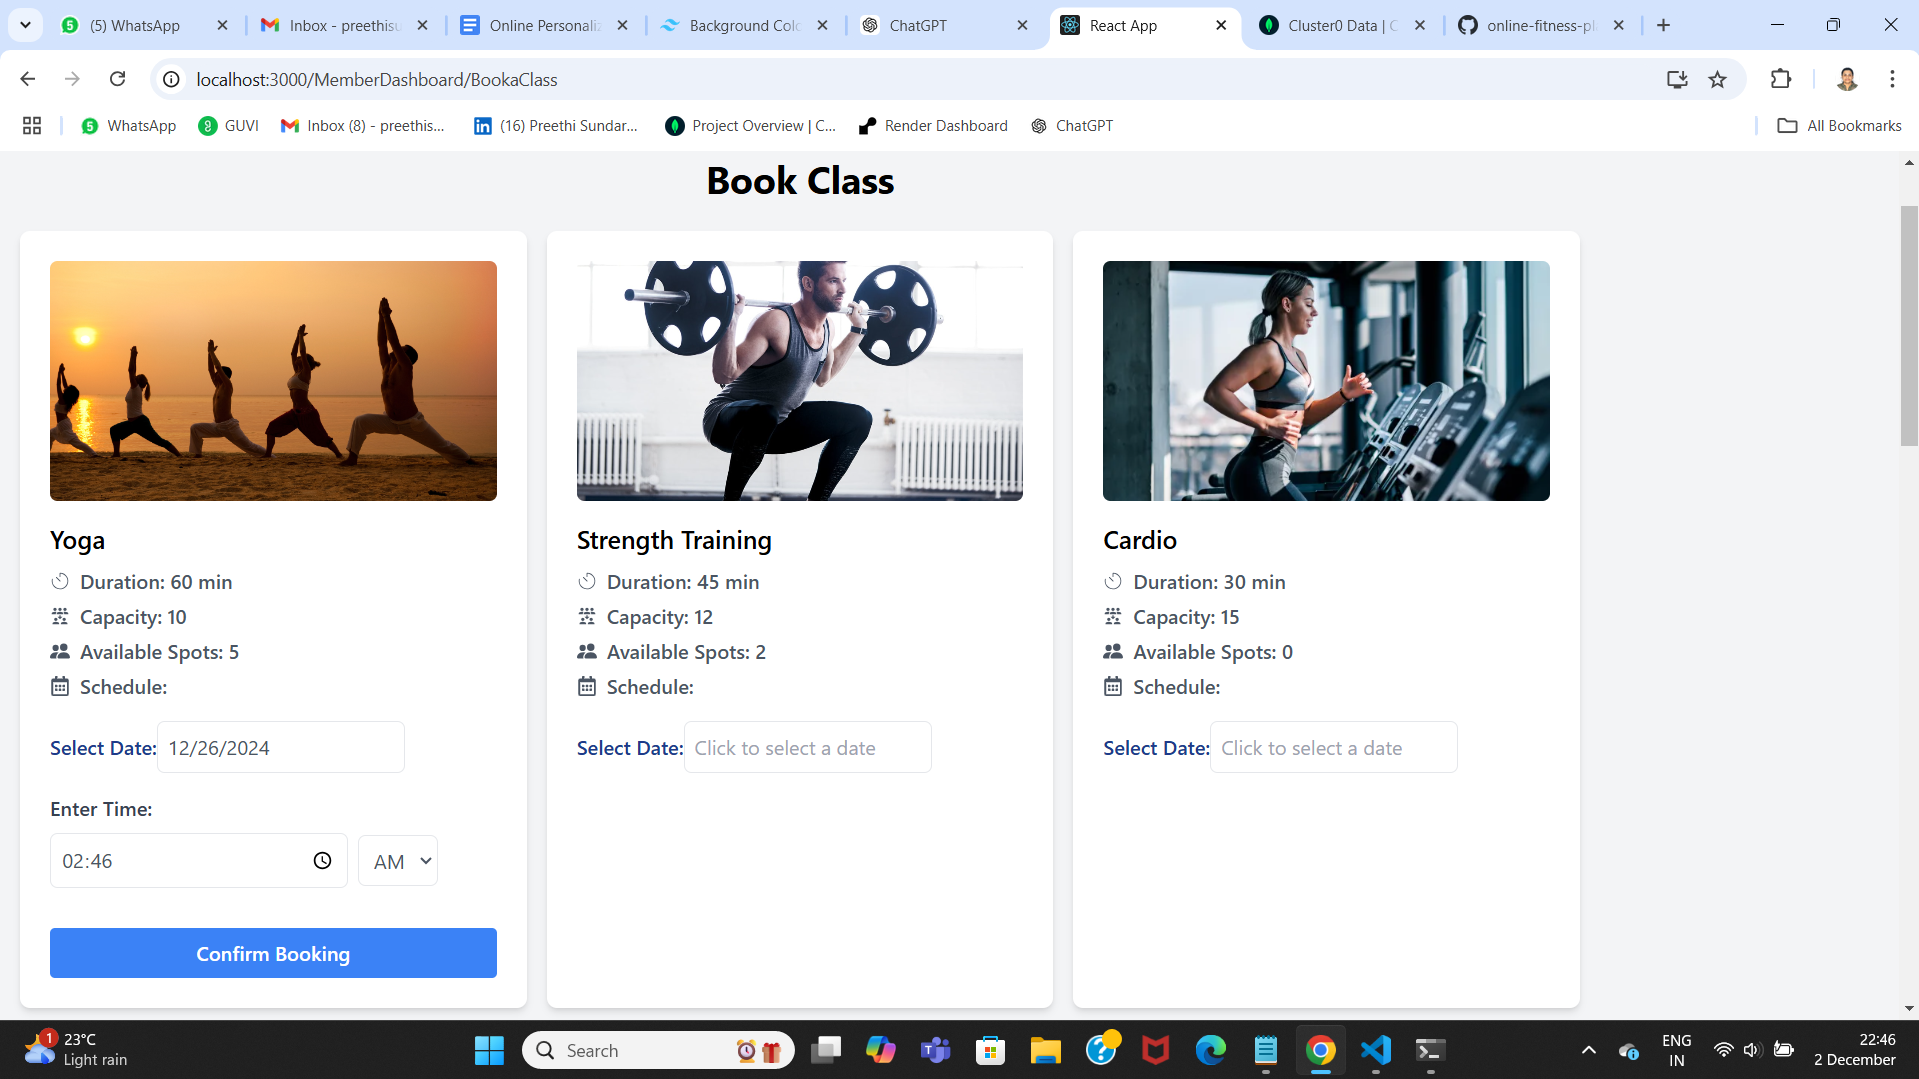 (5) WhatsApp
Inbox - preethisu
Online Personaliz
Background Colo
ChatGPT
React App
Cluster0 Data | C
online-fitness-pl
localhost:3000/MemberDashboard/BookaClass
WhatsApp
GUVI
Inbox (8) - preethis...
(16) Preethi Sundar...
Project Overview | C...
Render Dashboard
ChatGPT
All Bookmarks
Book Class
Yoga
Duration: 60 min
Capacity: 10
Available Spots: 5
Schedule:
Select Date: 12/26/2024
Enter Time:
02:46 AM
Confirm Booking
Strength Training
Duration: 45 min
Capacity: 12
Available Spots: 2
Schedule:
Select Date: Click to select a date
Cardio
Duration: 30 min
Capacity: 15
Available Spots: 0
Schedule:
Select Date: Click to select a date
1
23°C
Light rain
Search
ENG
IN
22:46
2 December